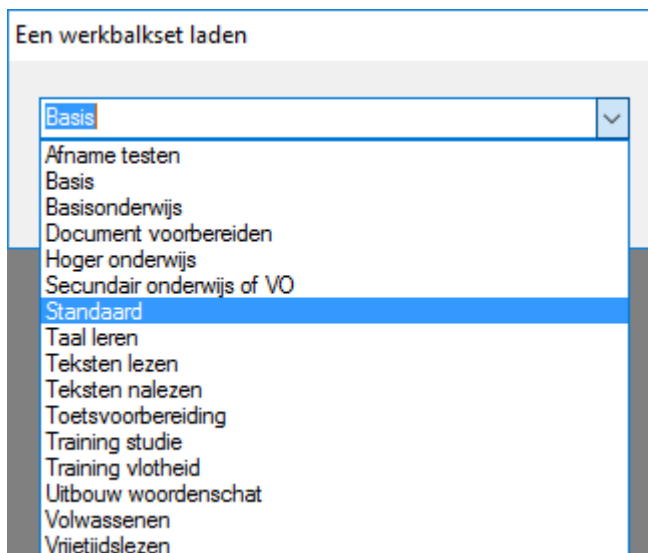 Een werkbalkset laden
Basis
Afname testen
Basis
Basisonderwijs
Document voorbereiden
Hoger onderwijs
Secundair onderwijs of VO
Standaard
Taal leren
Teksten lezen
Teksten nalezen
Toetsvoorbereiding
Training studie
Training vlotheid
Uitbouw woordenschat
Volwassenen
Vrijetijdslezen